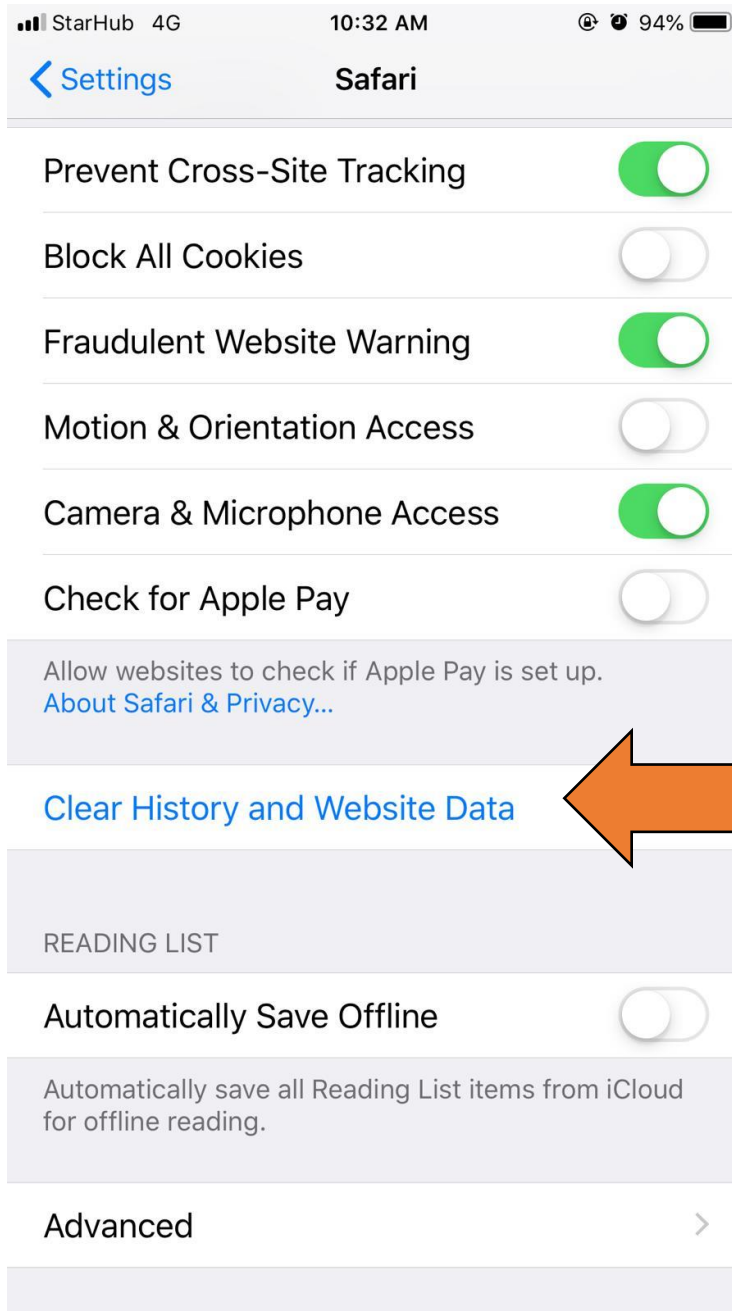 StarHub 4G 10:32 AM 94%
Settings Safari
Prevent Cross-Site Tracking
Block All Cookies
Fraudulent Website Warning
Motion & Orientation Access
Camera & Microphone Access
Check for Apple Pay
Allow websites to check if Apple Pay is set up.
About Safari & Privacy...
Clear History and Website Data
READING LIST
Automatically Save Offline
Automatically save all Reading List items from iCloud
for offline reading.
Advanced